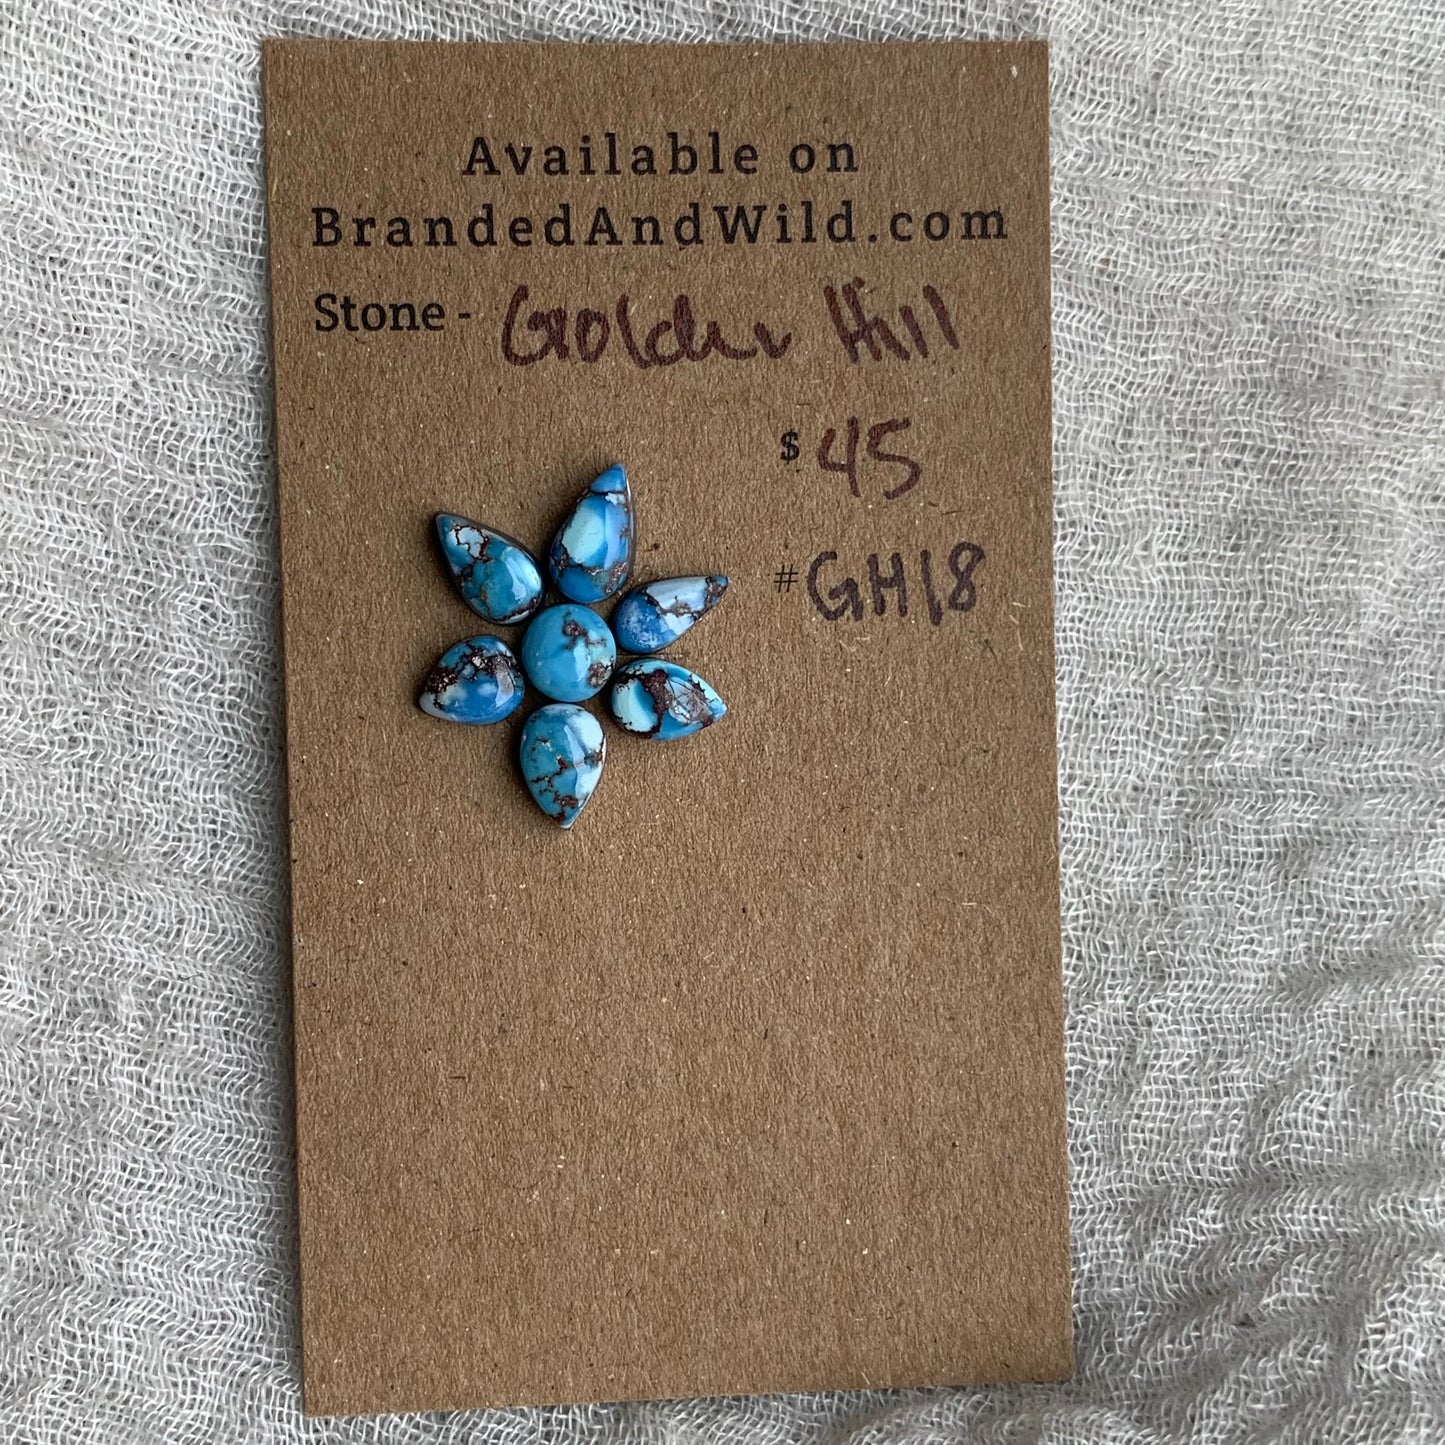 Available on
BrandedAndWild.com
Stone - Golden Hill
$ 45
# GH18